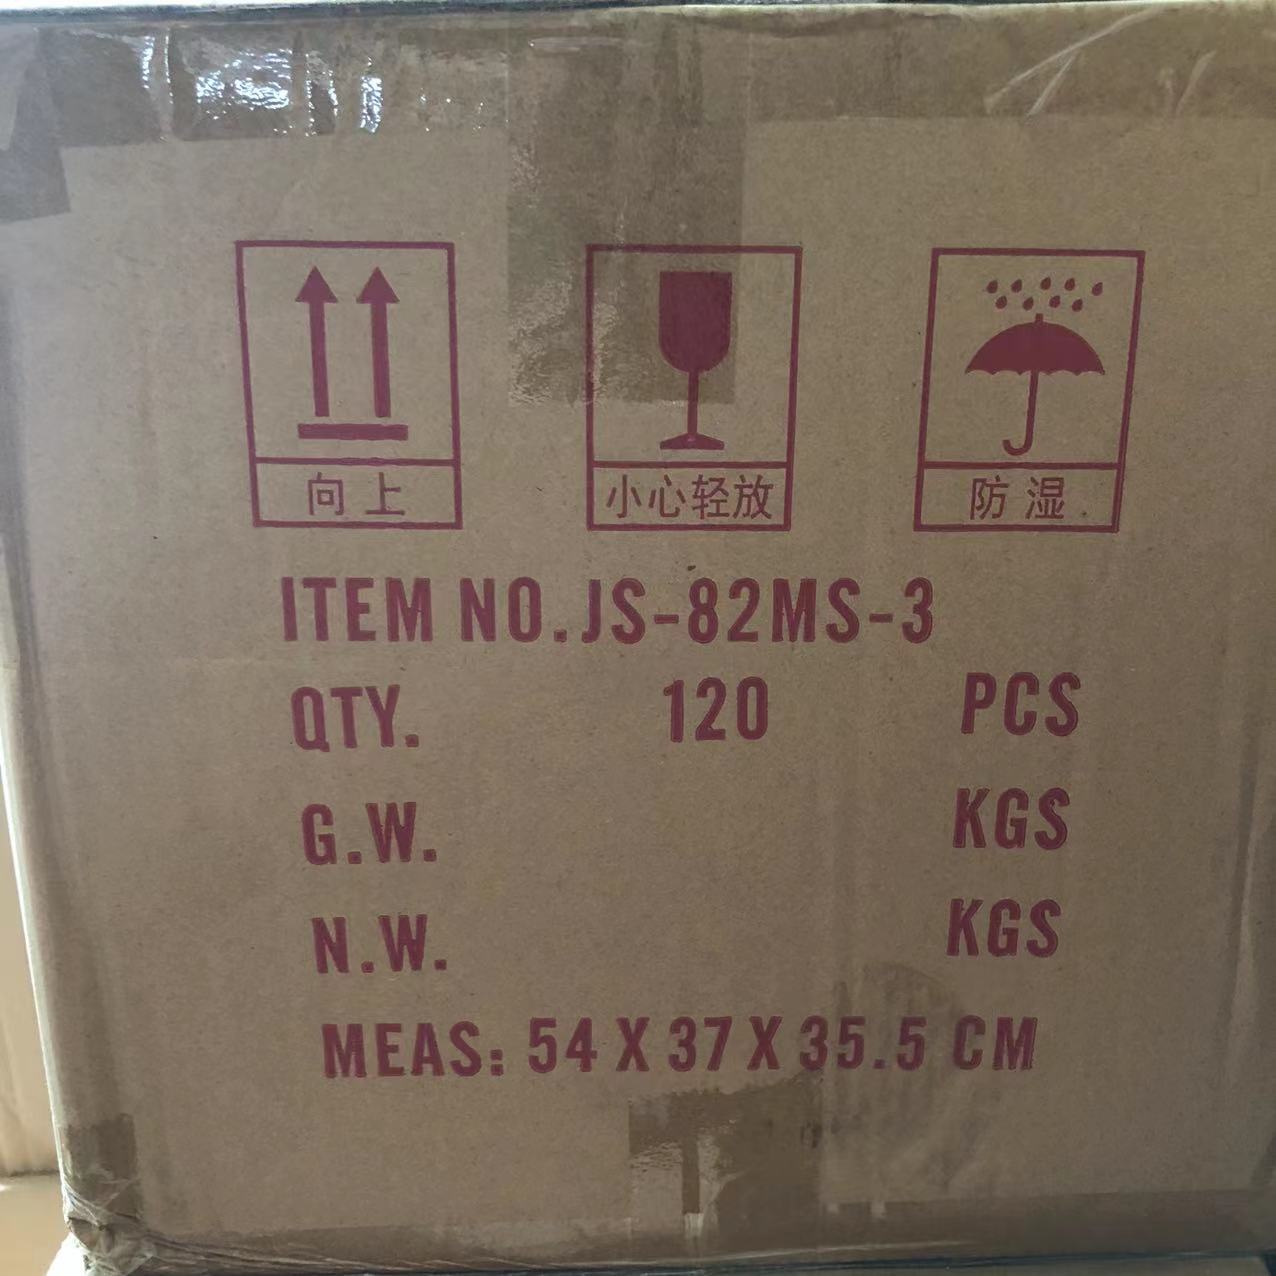 向上
小心轻放
防湿
ITEM NO.JS-82MS-3
QTY. 120 PCS
G.W. KGS
N.W. KGS
MEAS: 54 X 37 X 35.5 CM